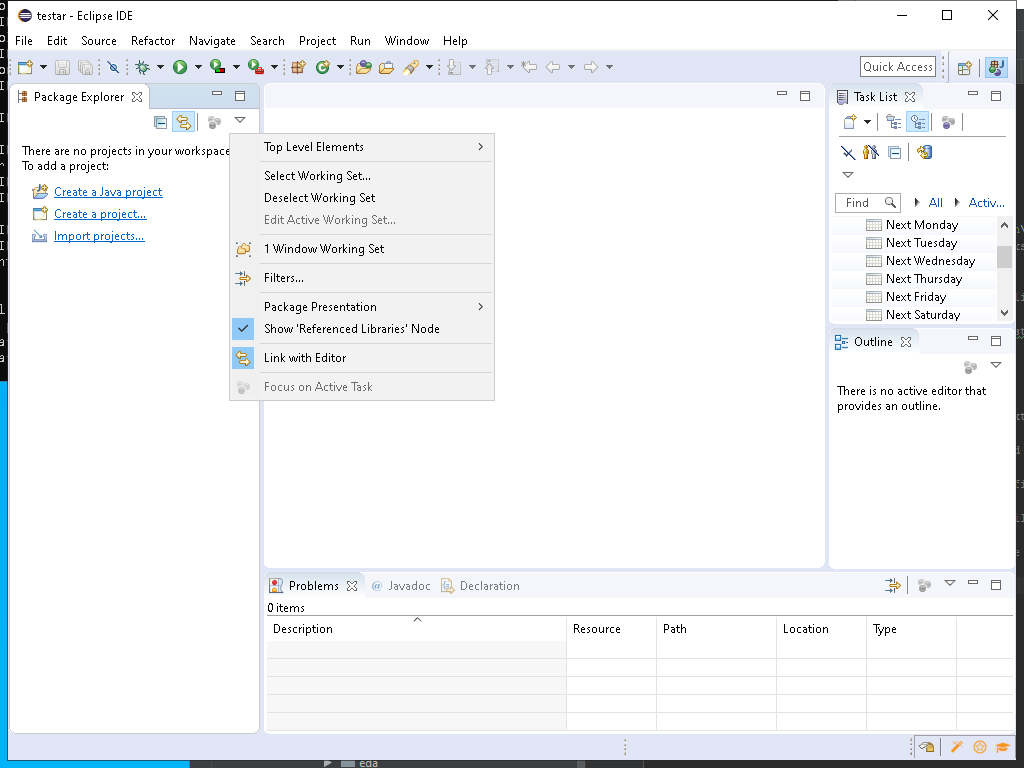 testar - Eclipse IDE
File Edit Source Refactor Navigate Search Project Run Window Help
Quick Access
Package Explorer
There are no projects in your workspace
To add a project:
Create a Java project
Create a project...
Import projects...
Top Level Elements
Select Working Set...
Deselect Working Set
Edit Active Working Set...
1 Window Working Set
Filters...
Package Presentation
Show 'Referenced Libraries' Node
Link with Editor
Focus on Active Task
Task List
Find All Activ...
Next Monday
Next Tuesday
Next Wednesday
Next Thursday
Next Friday
Next Saturday
Outline
There is no active editor that
provides an outline.
Problems @ Javadoc Declaration
0 items
Description Resource Path Location Type
eda